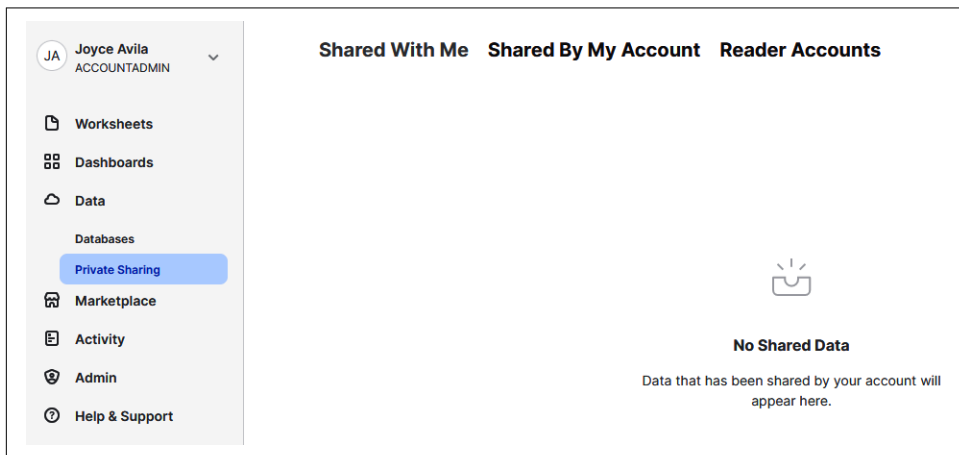 JA
Joyce Avila
ACCOUNTADMIN
Worksheets
Dashboards
Data
Databases
Private Sharing
Marketplace
Activity
Admin
Help & Support
Shared With Me Shared By My Account Reader Accounts
No Shared Data
Data that has been shared by your account will
appear here.